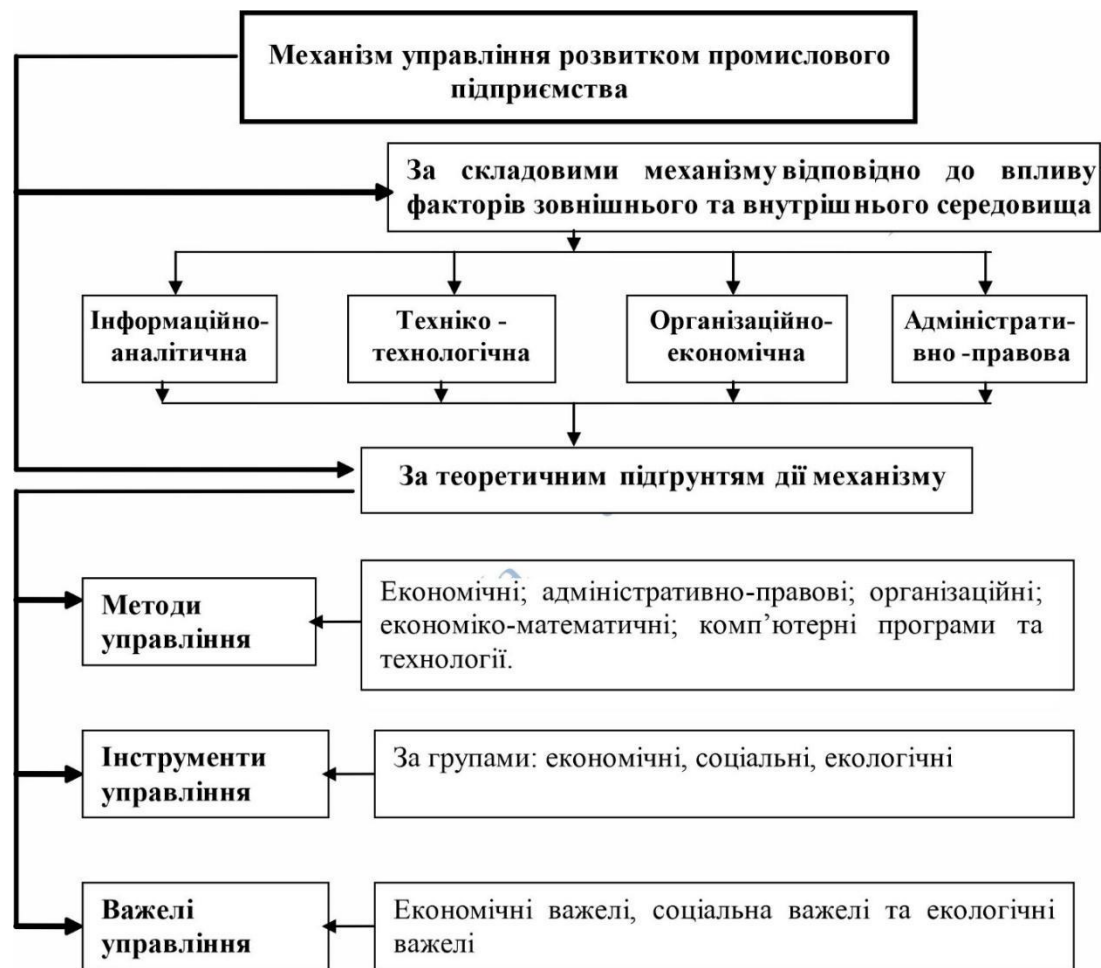 Механізм управління розвитком промислового
підприємства
За складовими механізму відповідно до впливу
факторів зовнішнього та внутрішнього середовища
Інформаційно-
аналітична
Техніко -
технологічна
Організаційно-
економічна
Адміністрати-
вно -правова
За теоретичним підґрунтям дії механізму
Методи
управління
Економічні; адміністративно-правові; організаційні;
економіко-математичні; комп’ютерні програми та
технології.
Інструменти
управління
За групами: економічні, соціальні, екологічні
Важелі
управління
Економічні важелі, соціальна важелі та екологічні
важелі